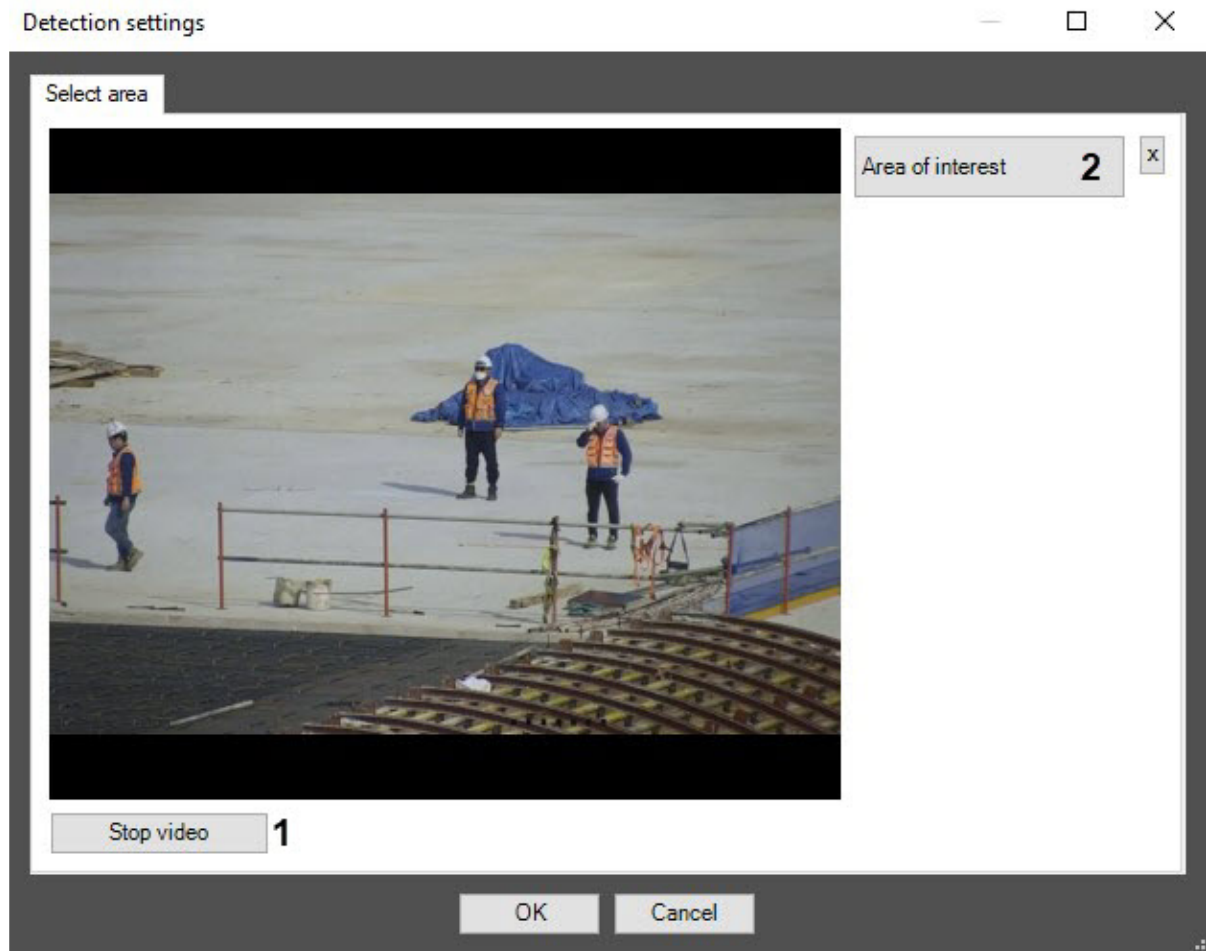 Detection settings
Select area
Area of interest 2
x
Stop video 1
OK Cancel